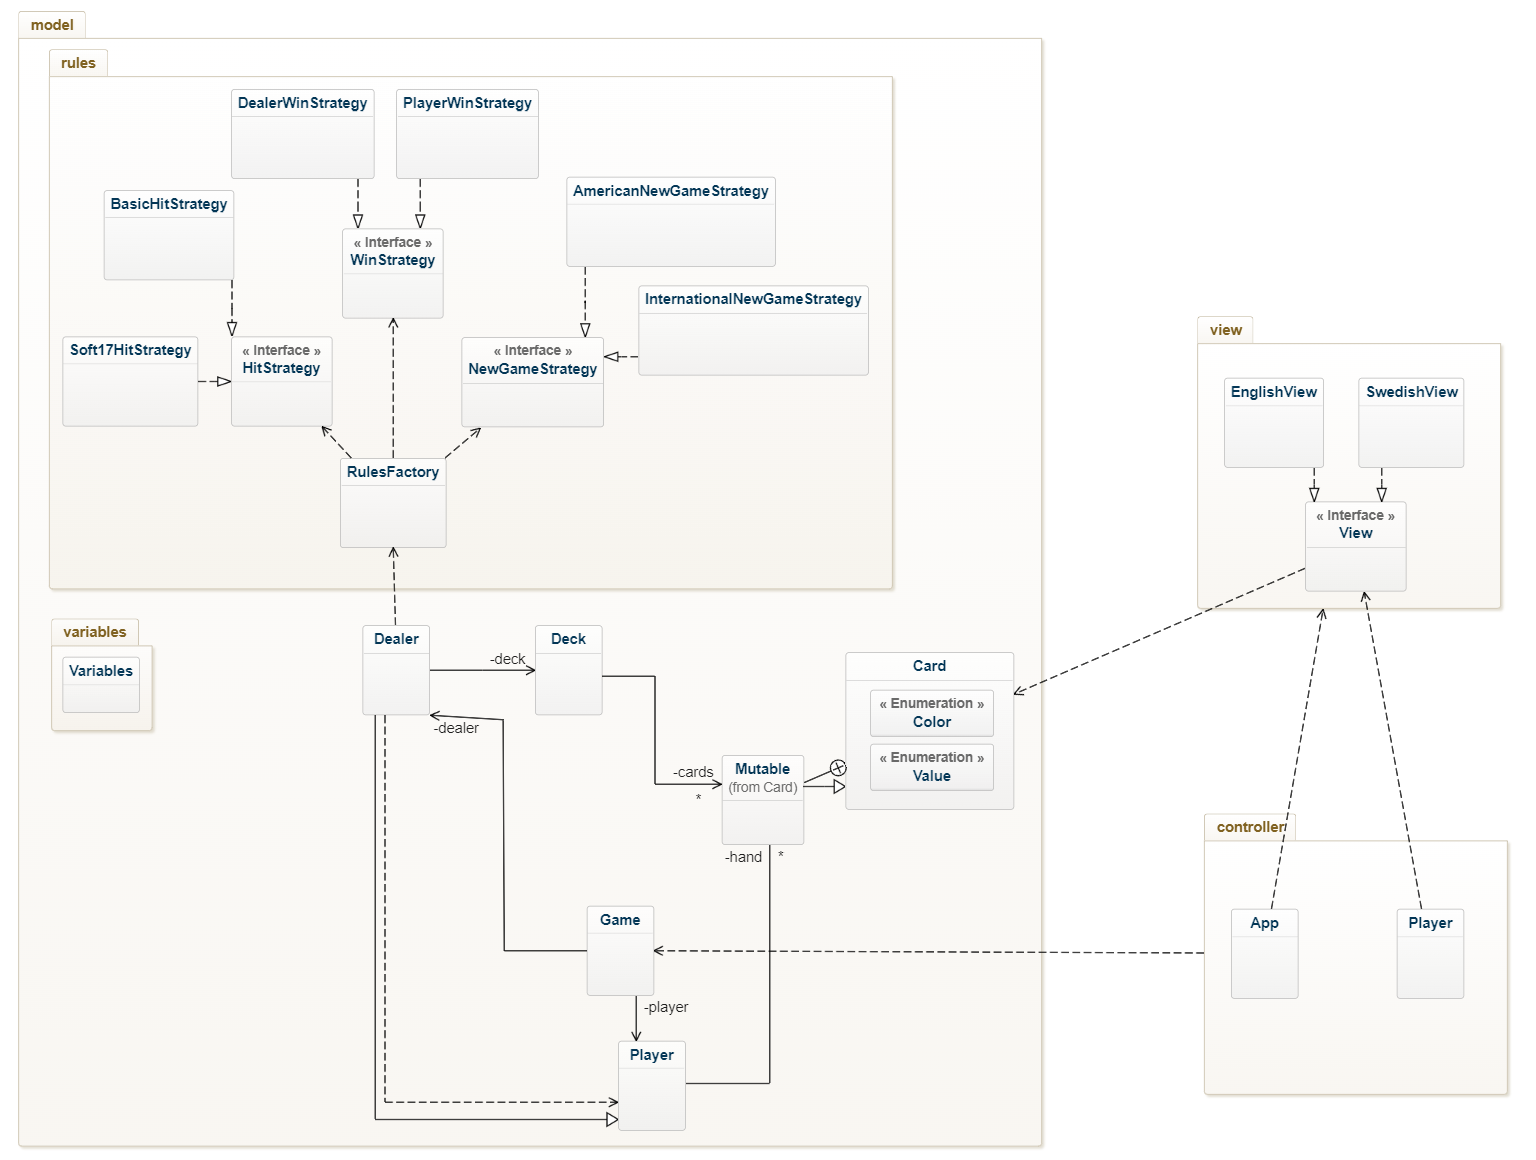 model
rules
DealerWinStrategy
PlayerWinStrategy
AmericanNewGameStrategy
BasicHitStrategy
« Interface »
WinStrategy
InternationalNewGameStrategy
Soft17HitStrategy
« Interface »
HitStrategy
« Interface »
NewGameStrategy
RulesFactory
view
EnglishView
SwedishView
« Interface »
View
variables
Variables
Dealer
-deck
Deck
-dealer
Card
« Enumeration »
Color
« Enumeration »
Value
-cards
*
Mutable
(from Card)
-hand
*
Game
-player
Player
controller
App
Player